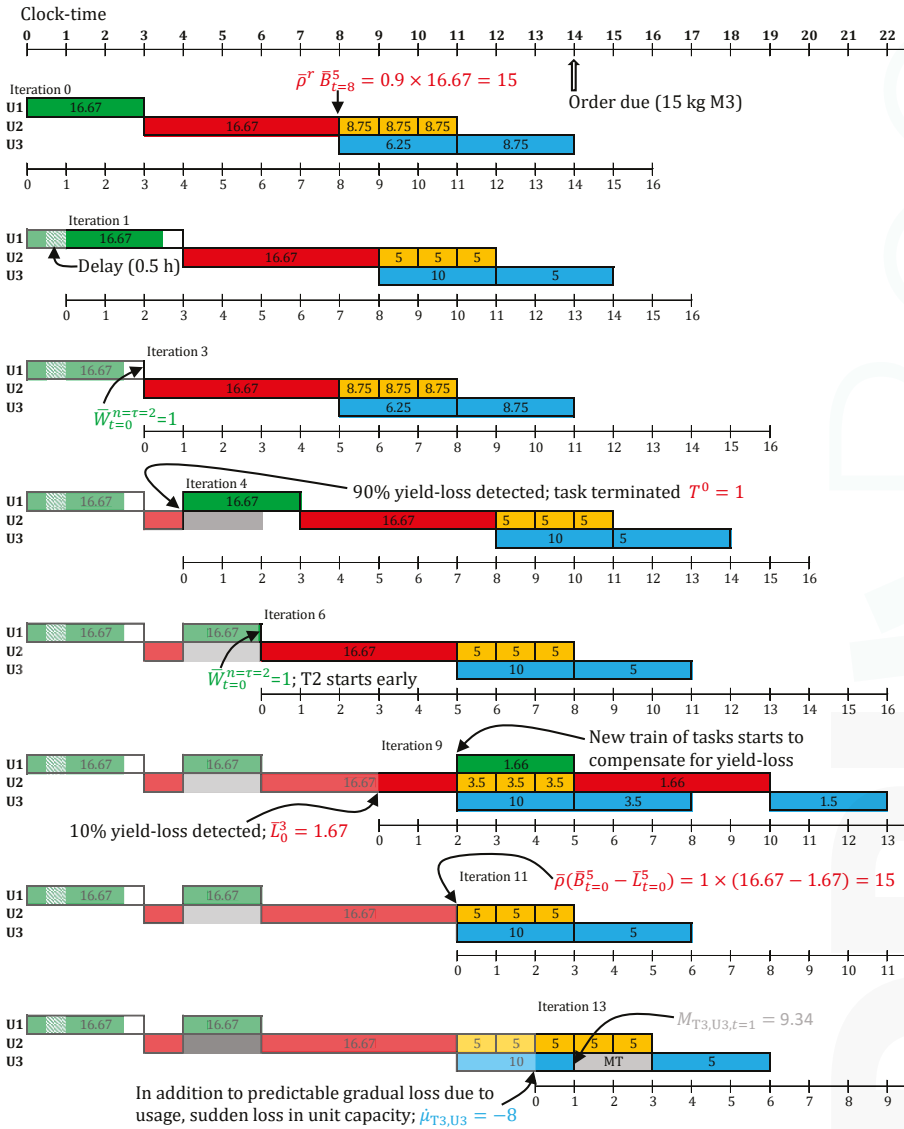 Clock-time
0 1 2 3 4 5 6 7 8 9 10 11 12 13 14 15 16 17 18 19 20 21 22
ρ̄ʳ B̄⁵ₜ₌₈ = 0.9 × 16.67 = 15
Order due (15 kg M3)
Iteration 0
U1 16.67
U2 16.67 8.75 8.75 8.75
U3 6.25 8.75
0 1 2 3 4 5 6 7 8 9 10 11 12 13 14 15 16
Iteration 1
U1 16.67
U2 16.67 5 5 5
U3 10 5
Delay (0.5 h)
0 1 2 3 4 5 6 7 8 9 10 11 12 13 14 15 16
Iteration 3
U1 16.67
U2 16.67 8.75 8.75 8.75
U3 6.25 8.75
W̄ⁿ⁼τ⁼²ₜ₌₀=1
0 1 2 3 4 5 6 7 8 9 10 11 12 13 14 15 16
90% yield-loss detected; task terminated T⁰ = 1
Iteration 4
U1 16.67 16.67
U2 16.67 5 5 5
U3 10 5
0 1 2 3 4 5 6 7 8 9 10 11 12 13 14 15 16
Iteration 6
U1 16.67 16.67
U2 16.67 5 5 5
U3 10 5
W̄ⁿ⁼τ⁼²ₜ₌₀=1; T2 starts early
0 1 2 3 4 5 6 7 8 9 10 11 12 13 14 15 16
New train of tasks starts to
compensate for yield-loss
Iteration 9
U1 16.67 16.67 1.66
U2 16.67 3.5 3.5 3.5 1.66
U3 10 3.5 1.5
10% yield-loss detected; L̄³₀ = 1.67
0 1 2 3 4 5 6 7 8 9 10 11 12 13
Iteration 11
ρ̄(B̄⁵ₜ₌₀ − L̄⁵ₜ₌₀) = 1 × (16.67 − 1.67) = 15
U1 16.67 16.67
U2 16.67 5 5 5
U3 10 5
0 1 2 3 4 5 6 7 8 9 10 11
Iteration 13
M_T3,U3,t=1 = 9.34
U1 16.67 16.67
U2 16.67 5 5 5 5 5
U3 10 MT 5
In addition to predictable gradual loss due to
usage, sudden loss in unit capacity; μ̇_T3,U3 = −8
0 1 2 3 4 5 6 7 8 9